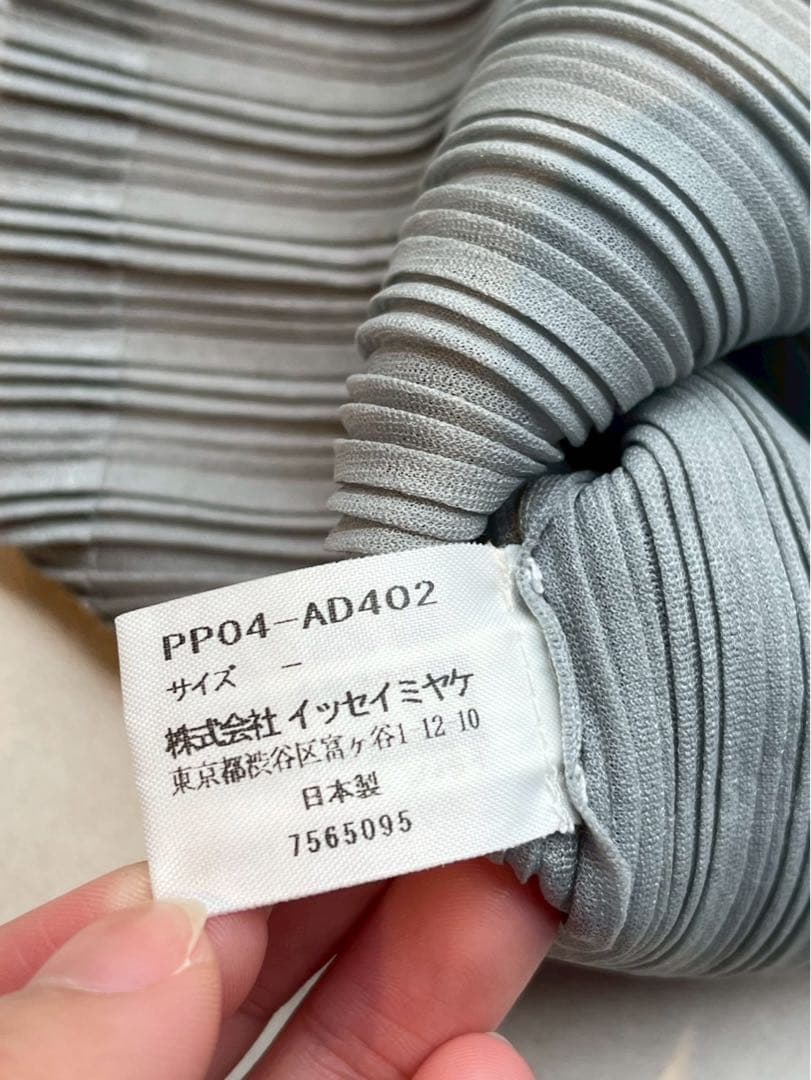 PP04-AD402
サイズ -
株式会社 イッセイミヤケ
東京都渋谷区富ヶ谷1-12-10
日本製
7565095